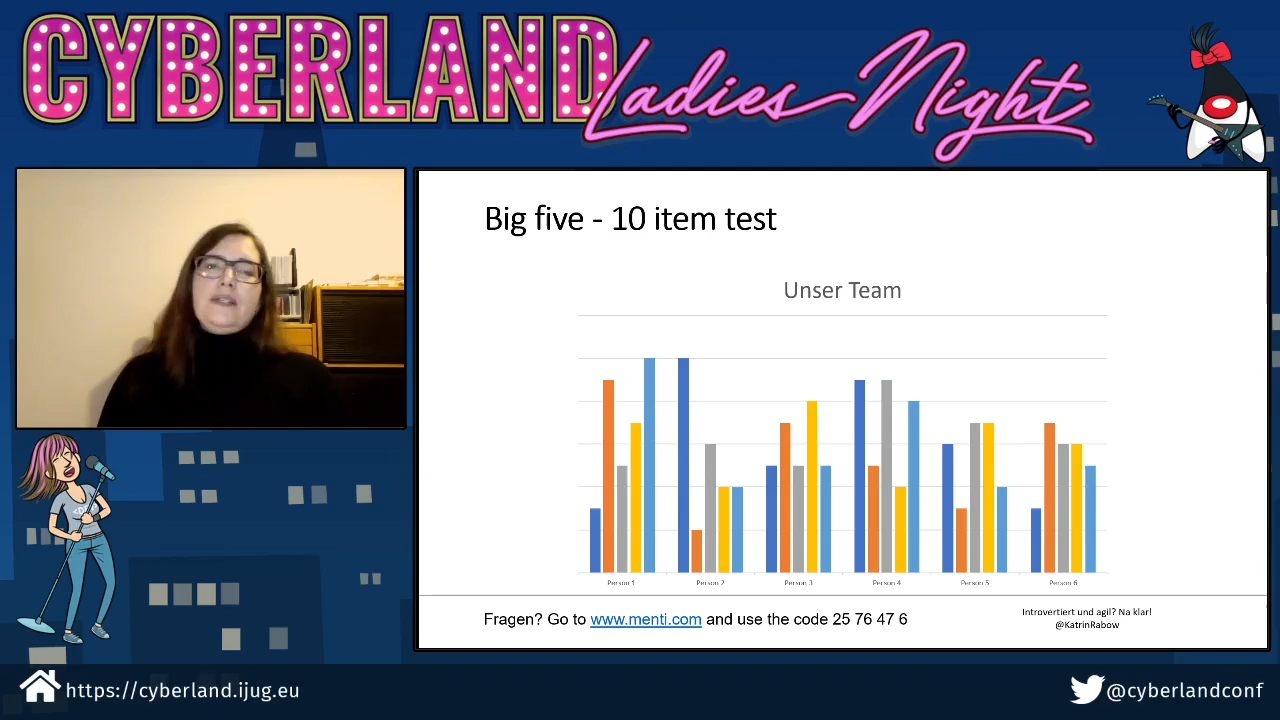 CYBERLAND Ladies Night
Big five - 10 item test
Unser Team
Person 1 Person 2 Person 3 Person 4 Person 5 Person 6
Fragen? Go to www.menti.com and use the code 25 76 47 6
Introvertiert und agil? Na klar!
@KatrinRabow
https://cyberland.ijug.eu
@cyberlandconf